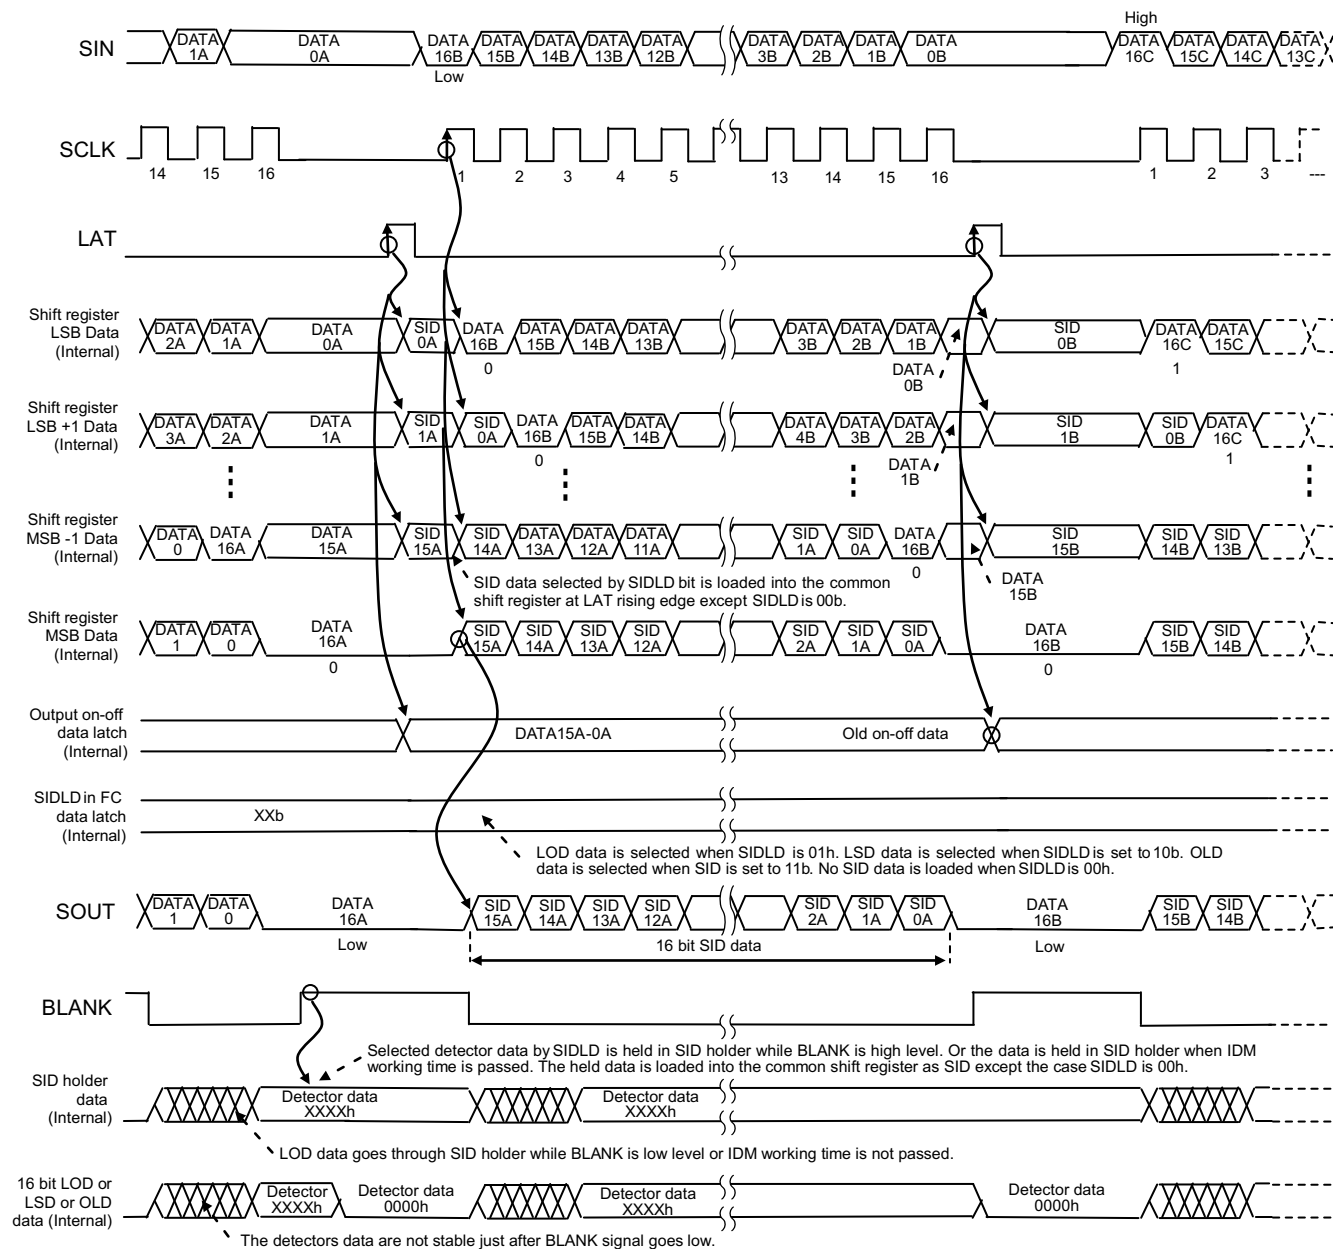 High
SIN DATA 1A DATA 0A DATA 16B DATA 15B DATA 14B DATA 13B DATA 12B DATA 3B DATA 2B DATA 1B DATA 0B DATA 16C DATA 15C DATA 14C DATA 13C
Low
SCLK
14 15 16 1 2 3 4 5 13 14 15 16 1 2 3 ---
LAT
Shift register
LSB Data
(Internal)
DATA 2A DATA 1A DATA 0A SID 0A DATA 16B DATA 15B DATA 14B DATA 13B DATA 3B DATA 2B DATA 1B SID 0B DATA 16C DATA 15C
0 DATA 0B 1
Shift register
LSB +1 Data
(Internal)
DATA 3A DATA 2A DATA 1A SID 1A SID 0A DATA 16B DATA 15B DATA 14B DATA 4B DATA 3B DATA 2B SID 1B SID 0B DATA 16C
0 DATA 1B 1
Shift register
MSB -1 Data
(Internal)
DATA 0 DATA 16A DATA 15A SID 15A SID 14A DATA 13A DATA 12A DATA 11A SID 1A SID 0A DATA 16B SID 15B SID 14B SID 13B
0 DATA 15B
SID data selected by SIDLD bit is loaded into the common
shift register at LAT rising edge except SIDLD is 00b.
Shift register
MSB Data
(Internal)
DATA 1 DATA 0 DATA 16A SID 15A SID 14A SID 13A SID 12A SID 2A SID 1A SID 0A DATA 16B SID 15B SID 14B
0 0
Output on-off
data latch
(Internal)
DATA15A-0A Old on-off data
SIDLD in FC
data latch
(Internal)
XXb
LOD data is selected when SIDLD is 01h. LSD data is selected when SIDLD is set to 10b. OLD
data is selected when SID is set to 11b. No SID data is loaded when SIDLD is 00h.
SOUT DATA 1 DATA 0 DATA 16A SID 15A SID 14A SID 13A SID 12A SID 2A SID 1A SID 0A DATA 16B SID 15B SID 14B
Low 16 bit SID data Low
BLANK
Selected detector data by SIDLD is held in SID holder while BLANK is high level. Or the data is held in SID holder when IDM
working time is passed. The held data is loaded into the common shift register as SID except the case SIDLD is 00h.
SID holder
data
(Internal)
Detector data XXXXh Detector data XXXXh
LOD data goes through SID holder while BLANK is low level or IDM working time is not passed.
16 bit LOD or
LSD or OLD
data (Internal)
Detector XXXXh Detector data 0000h Detector data XXXXh Detector data 0000h
The detectors data are not stable just after BLANK signal goes low.